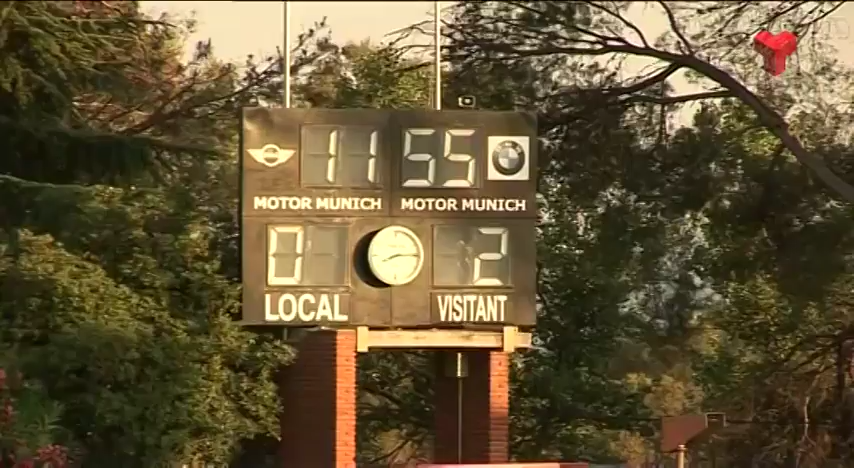 11 55
MOTOR MUNICH MOTOR MUNICH
0 2
LOCAL VISITANT